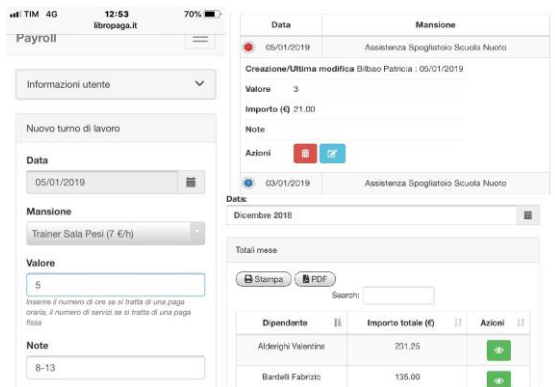 TIM 4G 12:53 70%
libropaga.it
Payroll
Informazioni utente
Nuovo turno di lavoro
Data
05/01/2019
Mansione
Trainer Sala Pesi (7 €/h)
Valore
5
Inserire il numero di ore se si tratta di una paga
oraria, il numero di servizi se si tratta di una paga
fissa
Note
8-13
Data Mansione
05/01/2019 Assistenza Spogliatoio Scuola Nuoto
Creazione/Ultima modifica Bilbao Patricia : 05/01/2019
Valore 3
Importo (€) 21.00
Note
Azioni
03/01/2019 Assistenza Spogliatoio Scuola Nuoto
Data:
Dicembre 2018
Totali mese
Stampa PDF
Search:
Dipendente Importo totale (€) Azioni
Alderighi Valentina 231.25
Bardelli Fabrizio 135.00